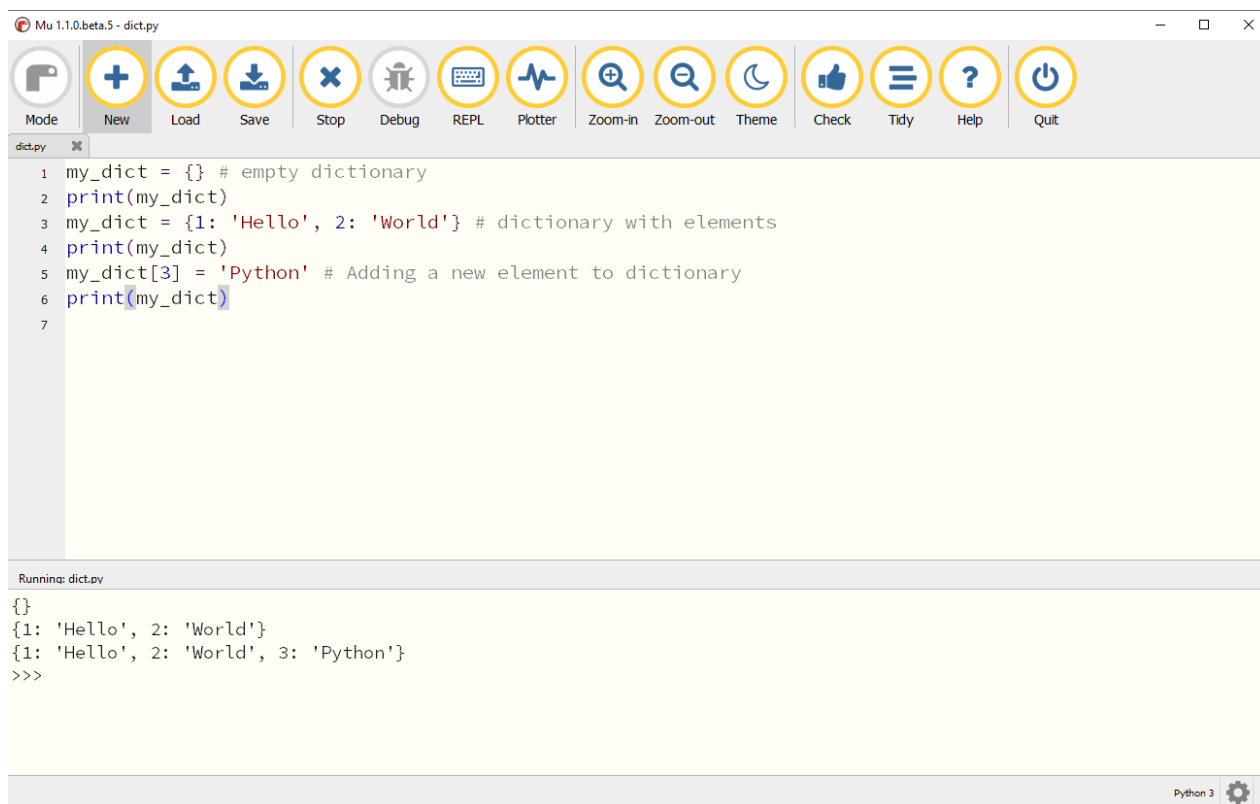 Mu 1.1.0.beta.5 - dict.py
Mode New Load Save Stop Debug REPL Plotter Zoom-in Zoom-out Theme Check Tidy Help Quit
dict.py
1 my_dict = {} # empty dictionary
2 print(my_dict)
3 my_dict = {1: 'Hello', 2: 'World'} # dictionary with elements
4 print(my_dict)
5 my_dict[3] = 'Python' # Adding a new element to dictionary
6 print(my_dict)
7
Running: dict.py
{}
{1: 'Hello', 2: 'World'}
{1: 'Hello', 2: 'World', 3: 'Python'}
>>>
Python 3